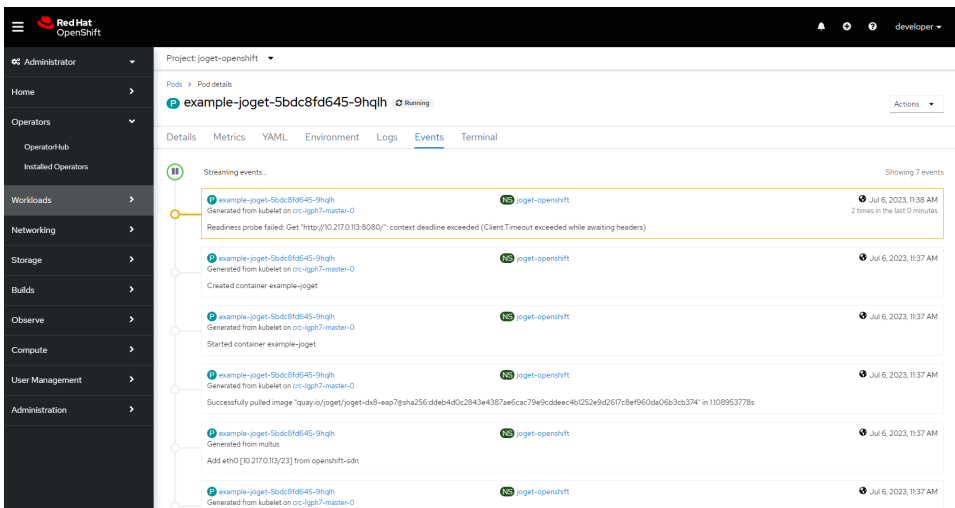 Red Hat
OpenShift
developer
Administrator
Home
Operators
OperatorHub
Installed Operators
Workloads
Networking
Storage
Builds
Observe
Compute
User Management
Administration
Project: joget-openshift
Pods > Pod details
P example-joget-5bdc8fd645-9hqlh Running
Actions
Details Metrics YAML Environment Logs Events Terminal
Streaming events...
Showing 7 events
P example-joget-5bdc8fd645-9hqlh NS joget-openshift Jul 6, 2023, 11:38 AM
Generated from kubelet on crc-lgph7-master-0 2 times in the last 0 minutes
Readiness probe failed: Get "http://10.217.0.113:8080/": context deadline exceeded (Client.Timeout exceeded while awaiting headers)
P example-joget-5bdc8fd645-9hqlh NS joget-openshift Jul 6, 2023, 11:37 AM
Generated from kubelet on crc-lgph7-master-0
Created container example-joget
P example-joget-5bdc8fd645-9hqlh NS joget-openshift Jul 6, 2023, 11:37 AM
Generated from kubelet on crc-lgph7-master-0
Started container example-joget
P example-joget-5bdc8fd645-9hqlh NS joget-openshift Jul 6, 2023, 11:37 AM
Generated from kubelet on crc-lgph7-master-0
Successfully pulled image "quay.io/joget/joget-dx8-eap7@sha256:ddeb4d0c2843e4387ae6cac79e9cddeec4b1252e9d2617c8ef960da06b3cb374" in 1.108953778s
P example-joget-5bdc8fd645-9hqlh NS joget-openshift Jul 6, 2023, 11:37 AM
Generated from multus
Add eth0 [10.217.0.113/23] from openshift-sdn
P example-joget-5bdc8fd645-9hqlh NS joget-openshift Jul 6, 2023, 11:37 AM
Generated from kubelet on crc-lgph7-master-0